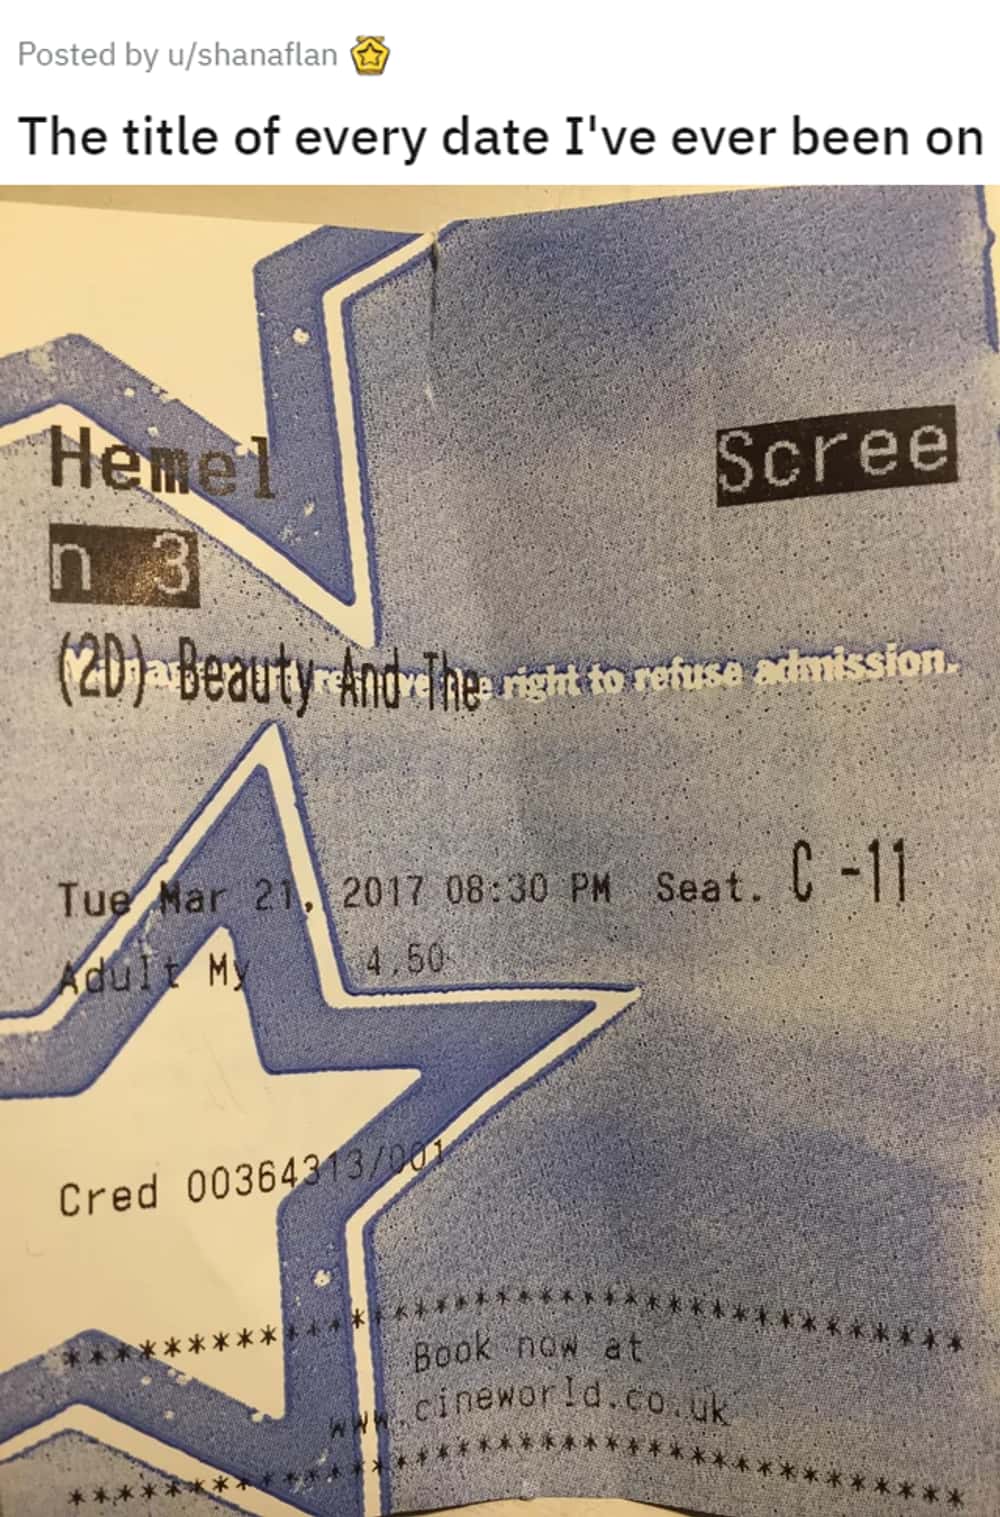 Posted by u/shanaflan
The title of every date I've ever been on
Hemel Scree
n 3
(2D) Beauty And The
right to refuse admission.
Tue Mar 21, 2017 08:30 PM Seat. C -11
Adult My 4.50
Cred 00364313/001
****************************************
Book now at
www.cineworld.co.uk
****************************************